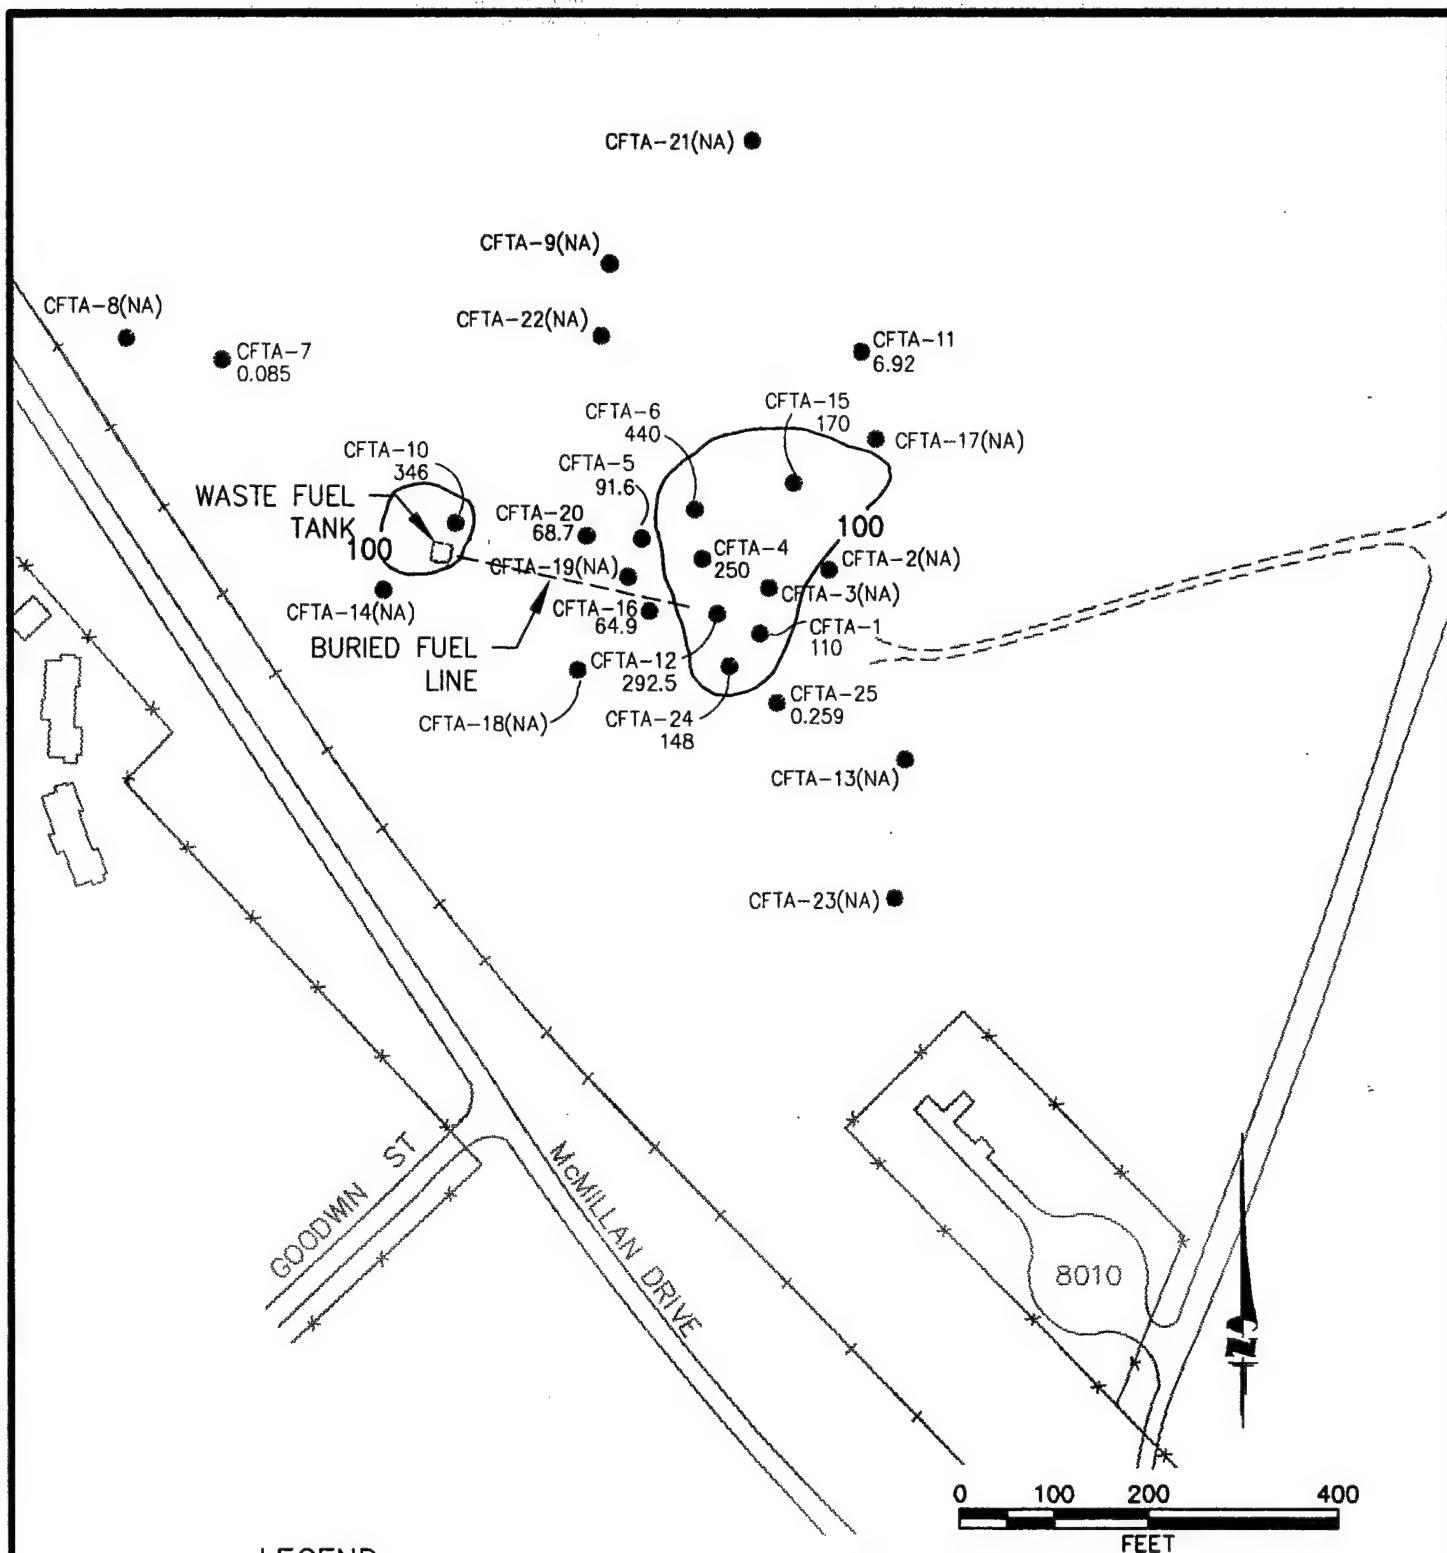 CFTA-21(NA)
CFTA-9(NA)
CFTA-8(NA)
CFTA-22(NA)
CFTA-7
0.085
CFTA-11
6.92
CFTA-15
170
CFTA-6
440
CFTA-17(NA)
CFTA-10
346
CFTA-5
91.6
WASTE FUEL
TANK
CFTA-20
68.7
100
100
CFTA-4
250
CFTA-2(NA)
CFTA-19(NA)
CFTA-3(NA)
CFTA-14(NA)
CFTA-16
64.9
CFTA-1
110
BURIED FUEL
LINE
CFTA-12
292.5
CFTA-25
0.259
CFTA-24
148
CFTA-18(NA)
CFTA-13(NA)
CFTA-23(NA)
GOODWIN ST
McMILLAN DRIVE
8010
N
0 100 200 400
FEET
LEGEND